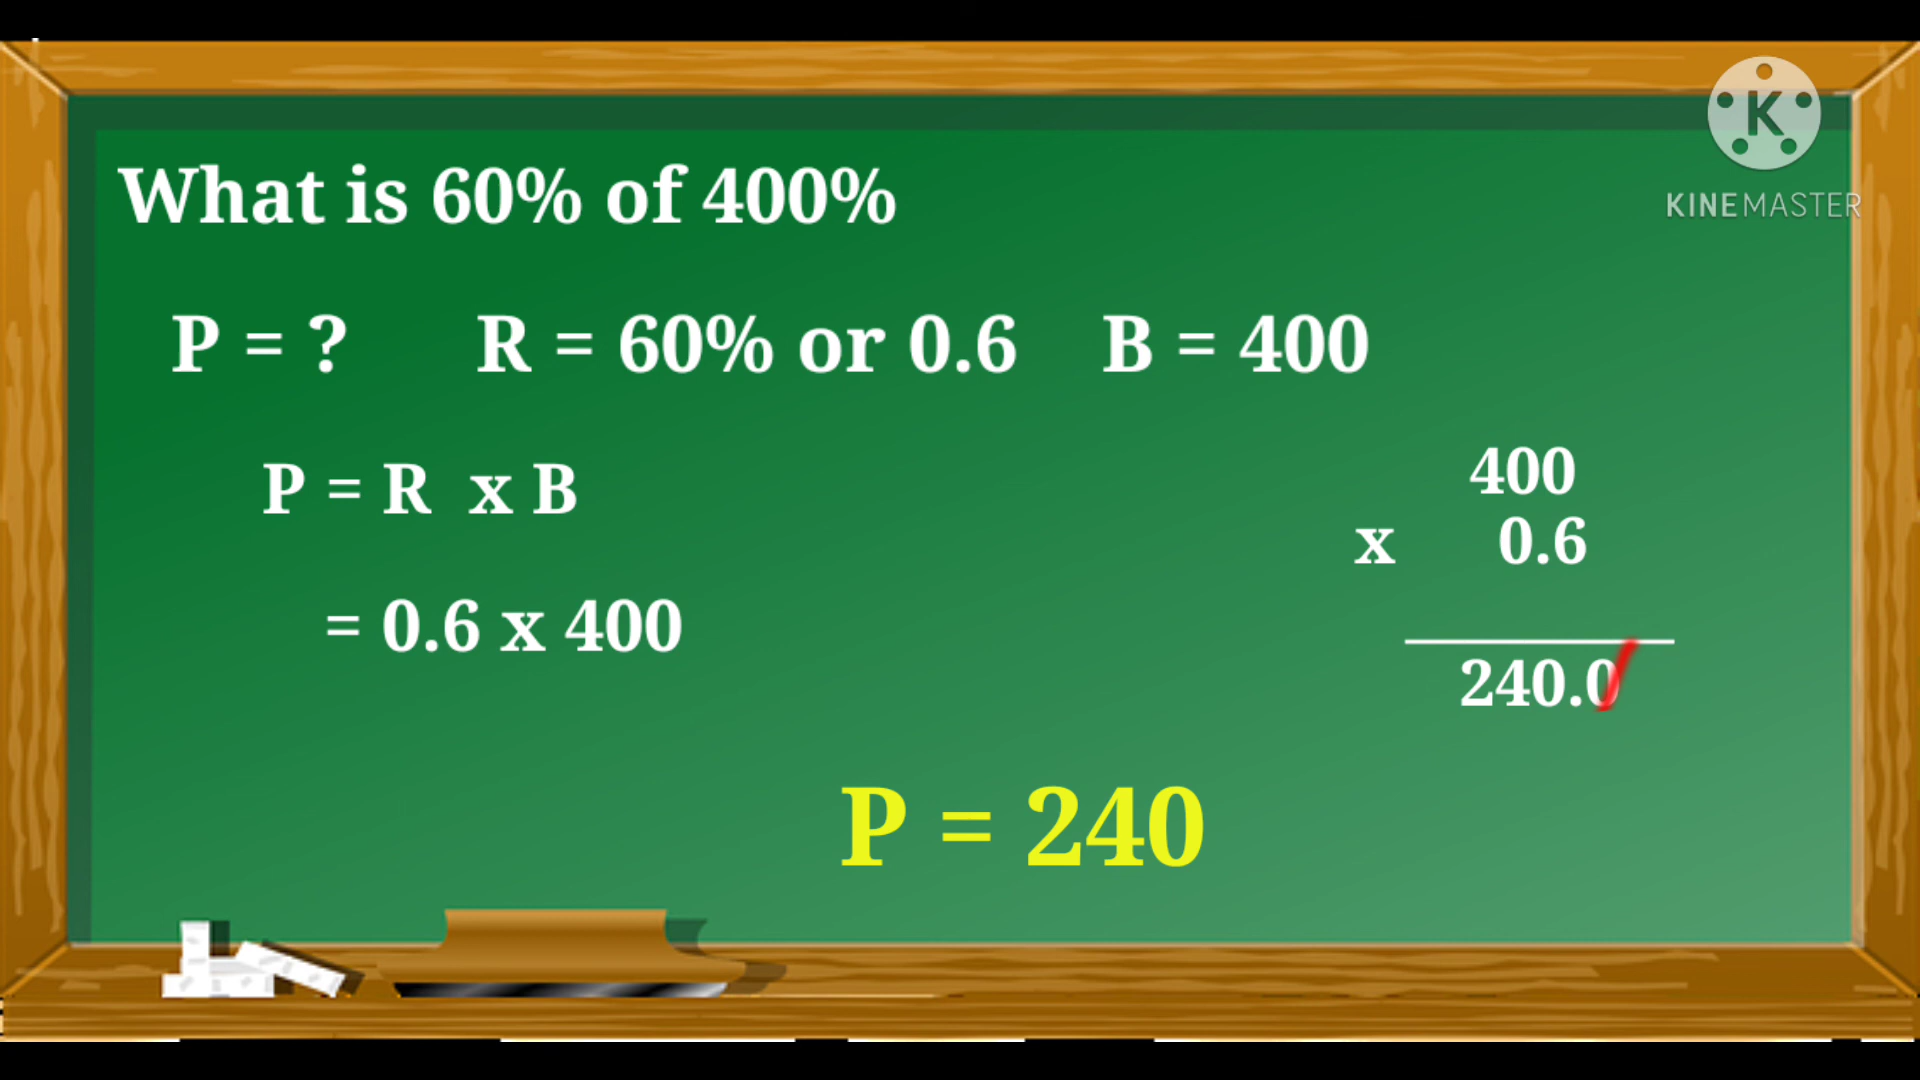 What is 60% of 400%
P = ? R = 60% or 0.6 B = 400
P = R x B
= 0.6 x 400
400
x 0.6
240.0
P = 240
K
KINEMASTER